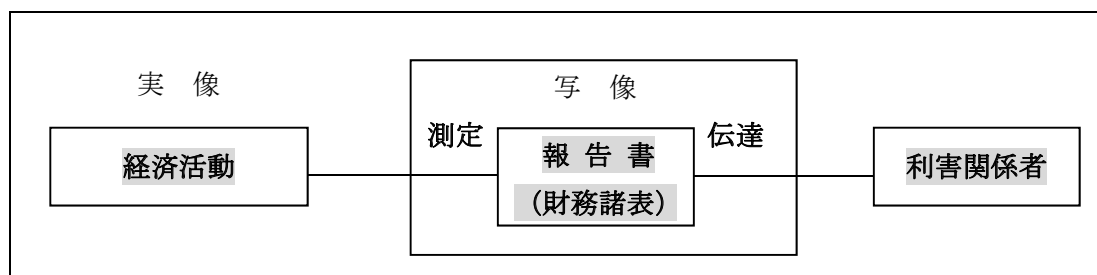 実 像
写 像
測定
伝達
経済活動
報 告 書
（財務諸表）
利害関係者